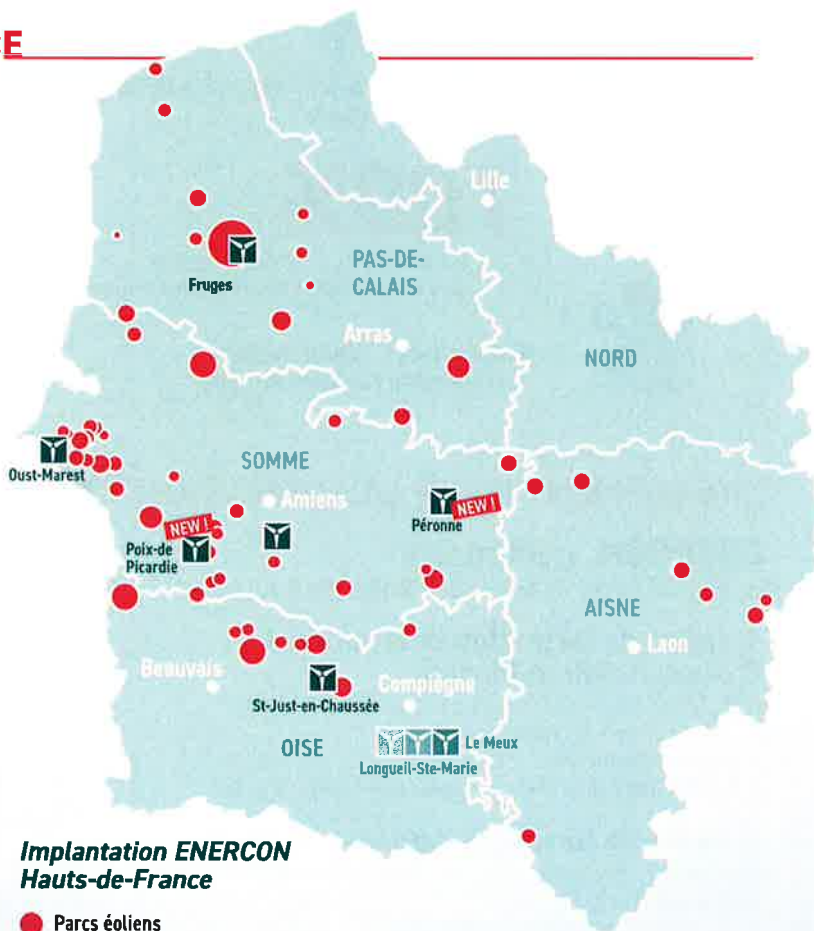 CE
Lille
PAS-DE-
CALAIS
Fruges
Arras
NORD
SOMME
Oust-Marest
Amiens
NEW !
Péronne
NEW !
Poix-de
Picardie
AISNE
Laon
Beauvais
Compiègne
St-Just-en-Chaussée
OISE
Le Meux
Longueil-Ste-Marie
Implantation ENERCON
Hauts-de-France
Parcs éoliens